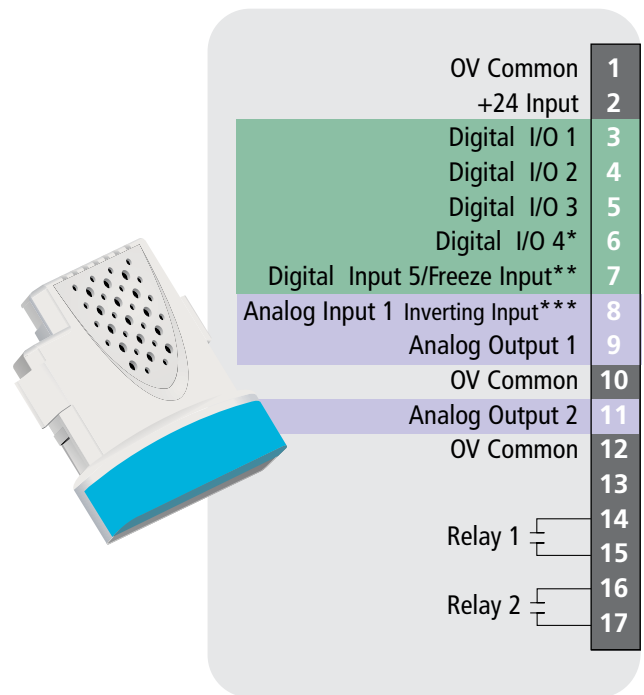 OV Common 1
+24 Input 2
Digital I/O 1 3
Digital I/O 2 4
Digital I/O 3 5
Digital I/O 4* 6
Digital Input 5/Freeze Input** 7
Analog Input 1 Inverting Input*** 8
Analog Output 1 9
OV Common 10
Analog Output 2 11
OV Common 12
13
14
Relay 1
15
16
Relay 2
17